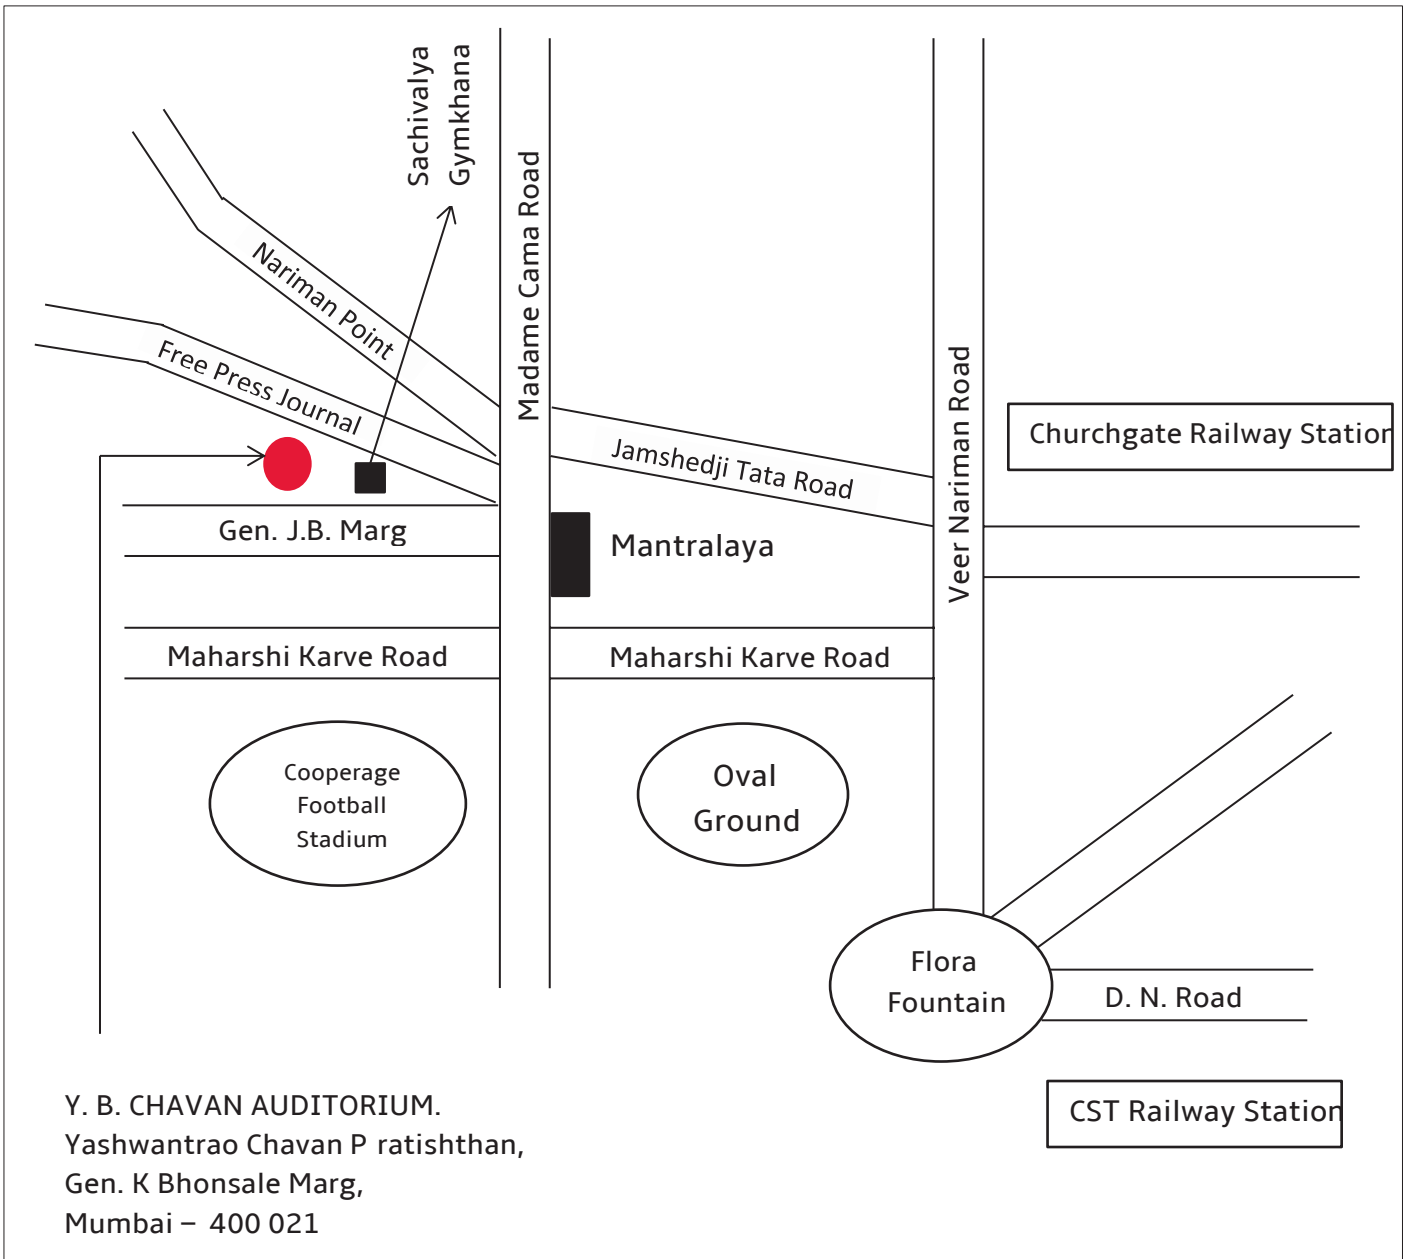 Sachivalya
Gymkhana
Madame Cama Road
Nariman Point
Free Press Journal
Veer Nariman Road
Churchgate Railway Station
Jamshedji Tata Road
Gen. J.B. Marg
Mantralaya
Maharshi Karve Road
Maharshi Karve Road
Cooperage
Football
Stadium
Oval
Ground
Flora
Fountain
D. N. Road
CST Railway Station
Y. B. CHAVAN AUDITORIUM.
Yashwantrao Chavan P ratishthan,
Gen. K Bhonsale Marg,
Mumbai – 400 021